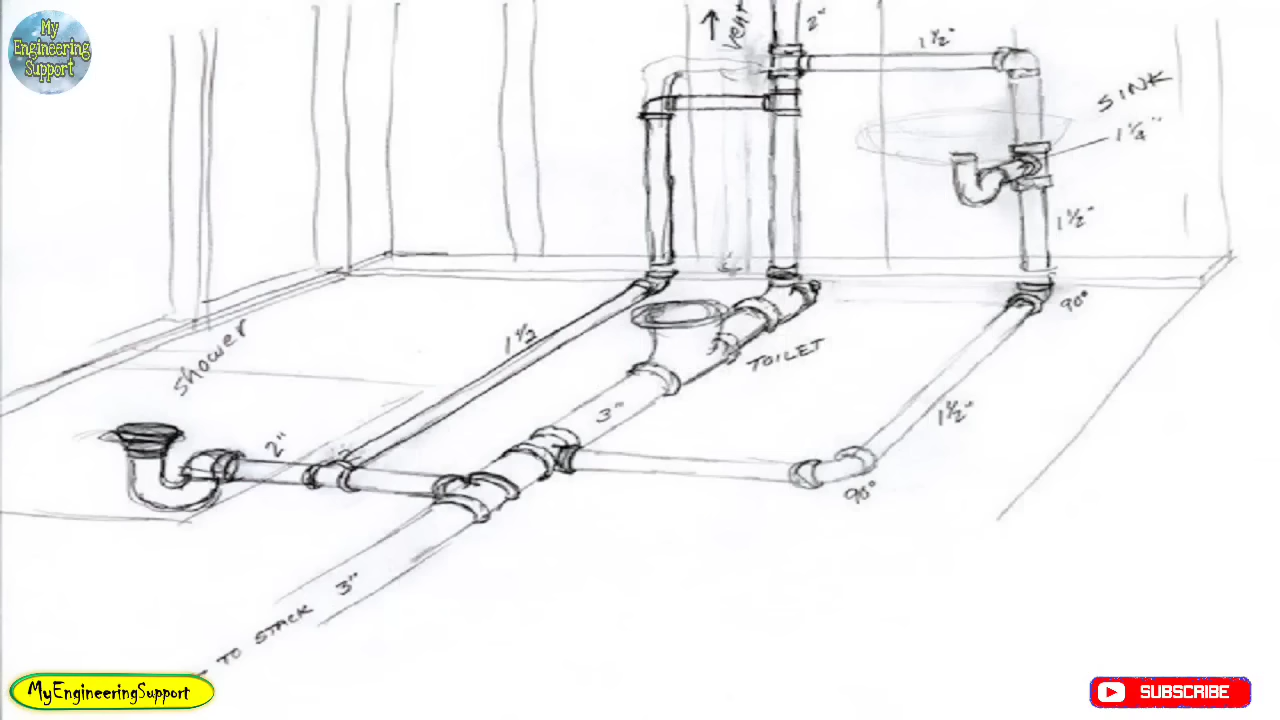 My
Engineering
Support
vent
2"
1½"
SINK
1¼"
1½"
90°
shower
1½
TOILET
3"
1½"
2"
90°
3"
TO STACK
MyEngineeringSupport
SUBSCRIBE